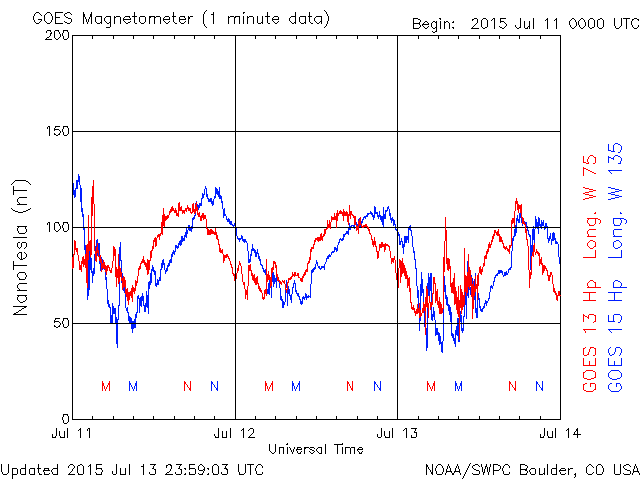 GOES Magnetometer (1 minute data)
Begin: 2015 Jul 11 0000 UTC
200
150
100
50
0
NanoTesla (nT)
M M N N M M N N M M N N
Jul 11 Jul 12 Jul 13 Jul 14
Universal Time
GOES 13 Hp Long. W 75
GOES 15 Hp Long. W 135
Updated 2015 Jul 13 23:59:03 UTC
NOAA/SWPC Boulder, CO USA